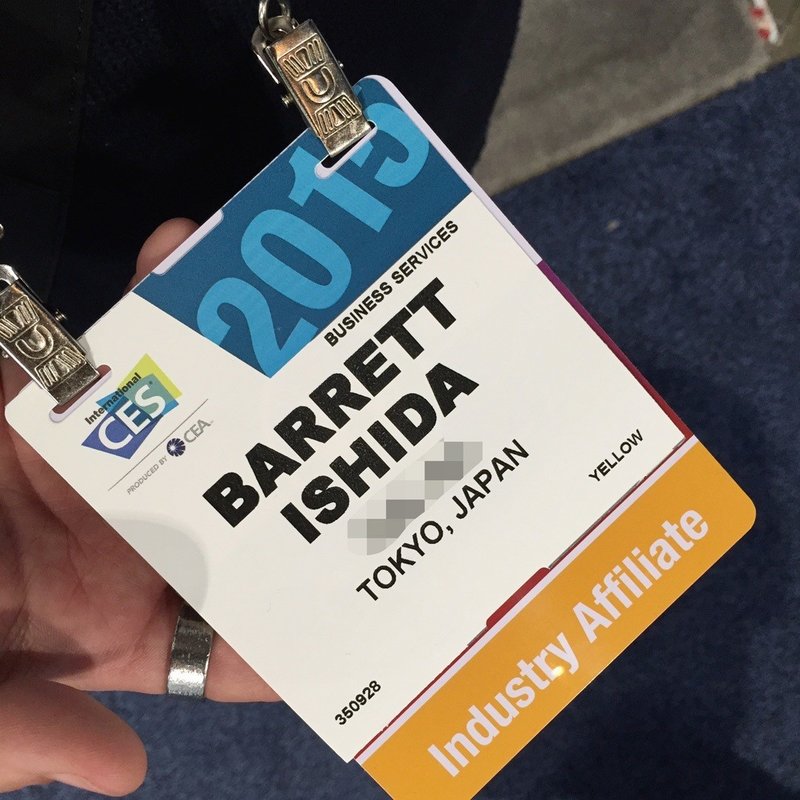 2015
BUSINESS SERVICES
International
CES
PRODUCED BY CEA
BARRETT
ISHIDA
TOKYO, JAPAN
YELLOW
350928
Industry Affiliate